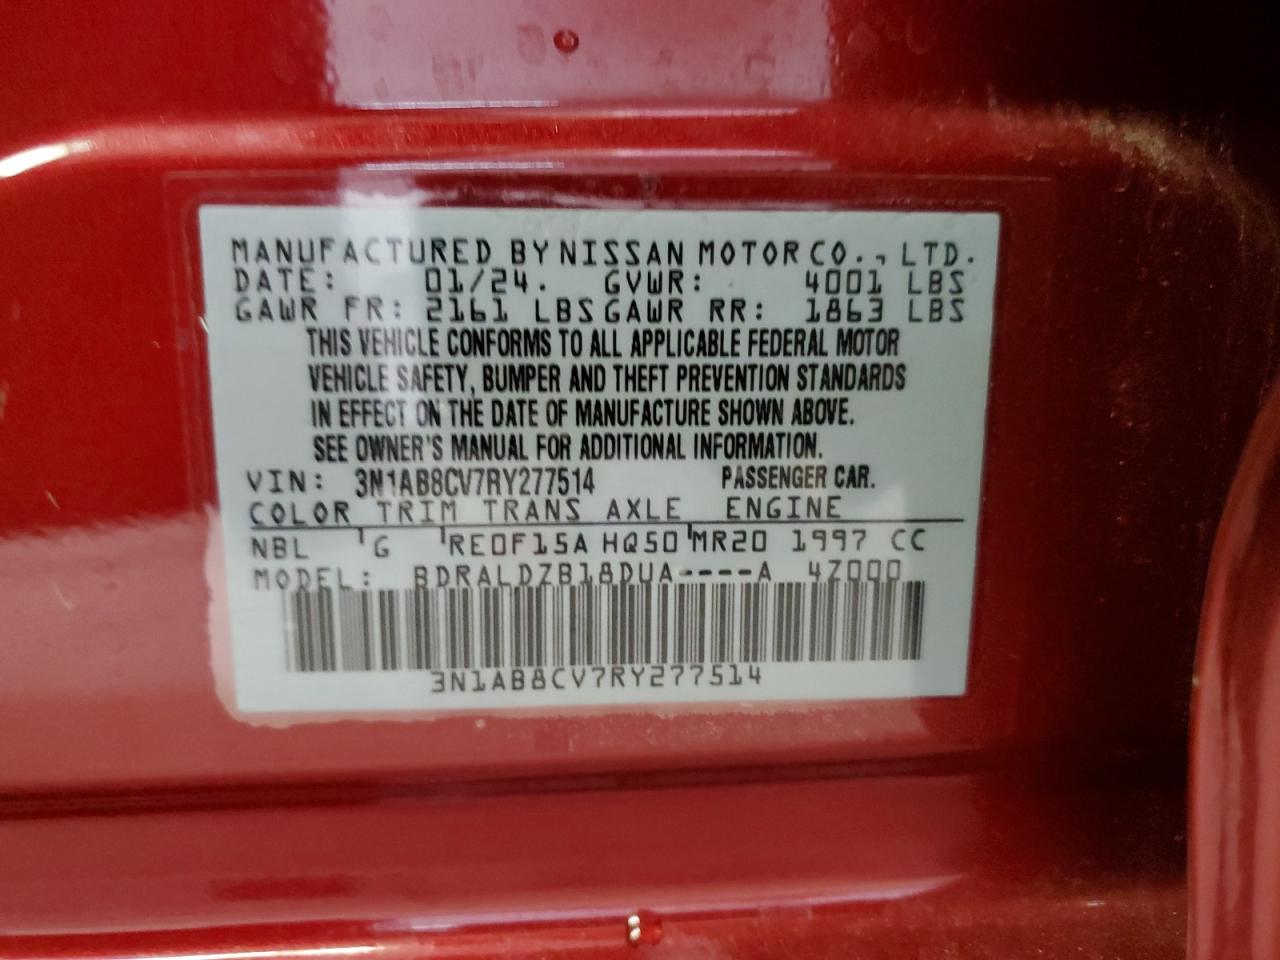 MANUFACTURED BY NISSAN MOTOR CO., LTD.
DATE: 01/24. GVWR: 4001 LBS
GAWR FR: 2161 LBS GAWR RR: 1863 LBS
THIS VEHICLE CONFORMS TO ALL APPLICABLE FEDERAL MOTOR
VEHICLE SAFETY, BUMPER AND THEFT PREVENTION STANDARDS
IN EFFECT ON THE DATE OF MANUFACTURE SHOWN ABOVE.
SEE OWNER'S MANUAL FOR ADDITIONAL INFORMATION.
VIN: 3N1AB8CV7RY277514 PASSENGER CAR.
COLOR TRIM TRANS AXLE ENGINE
NBL G RE0F15A HQ50 MR20 1997 CC
MODEL: BDRALDZB18DUA----A 4Z000
3N1AB8CV7RY277514